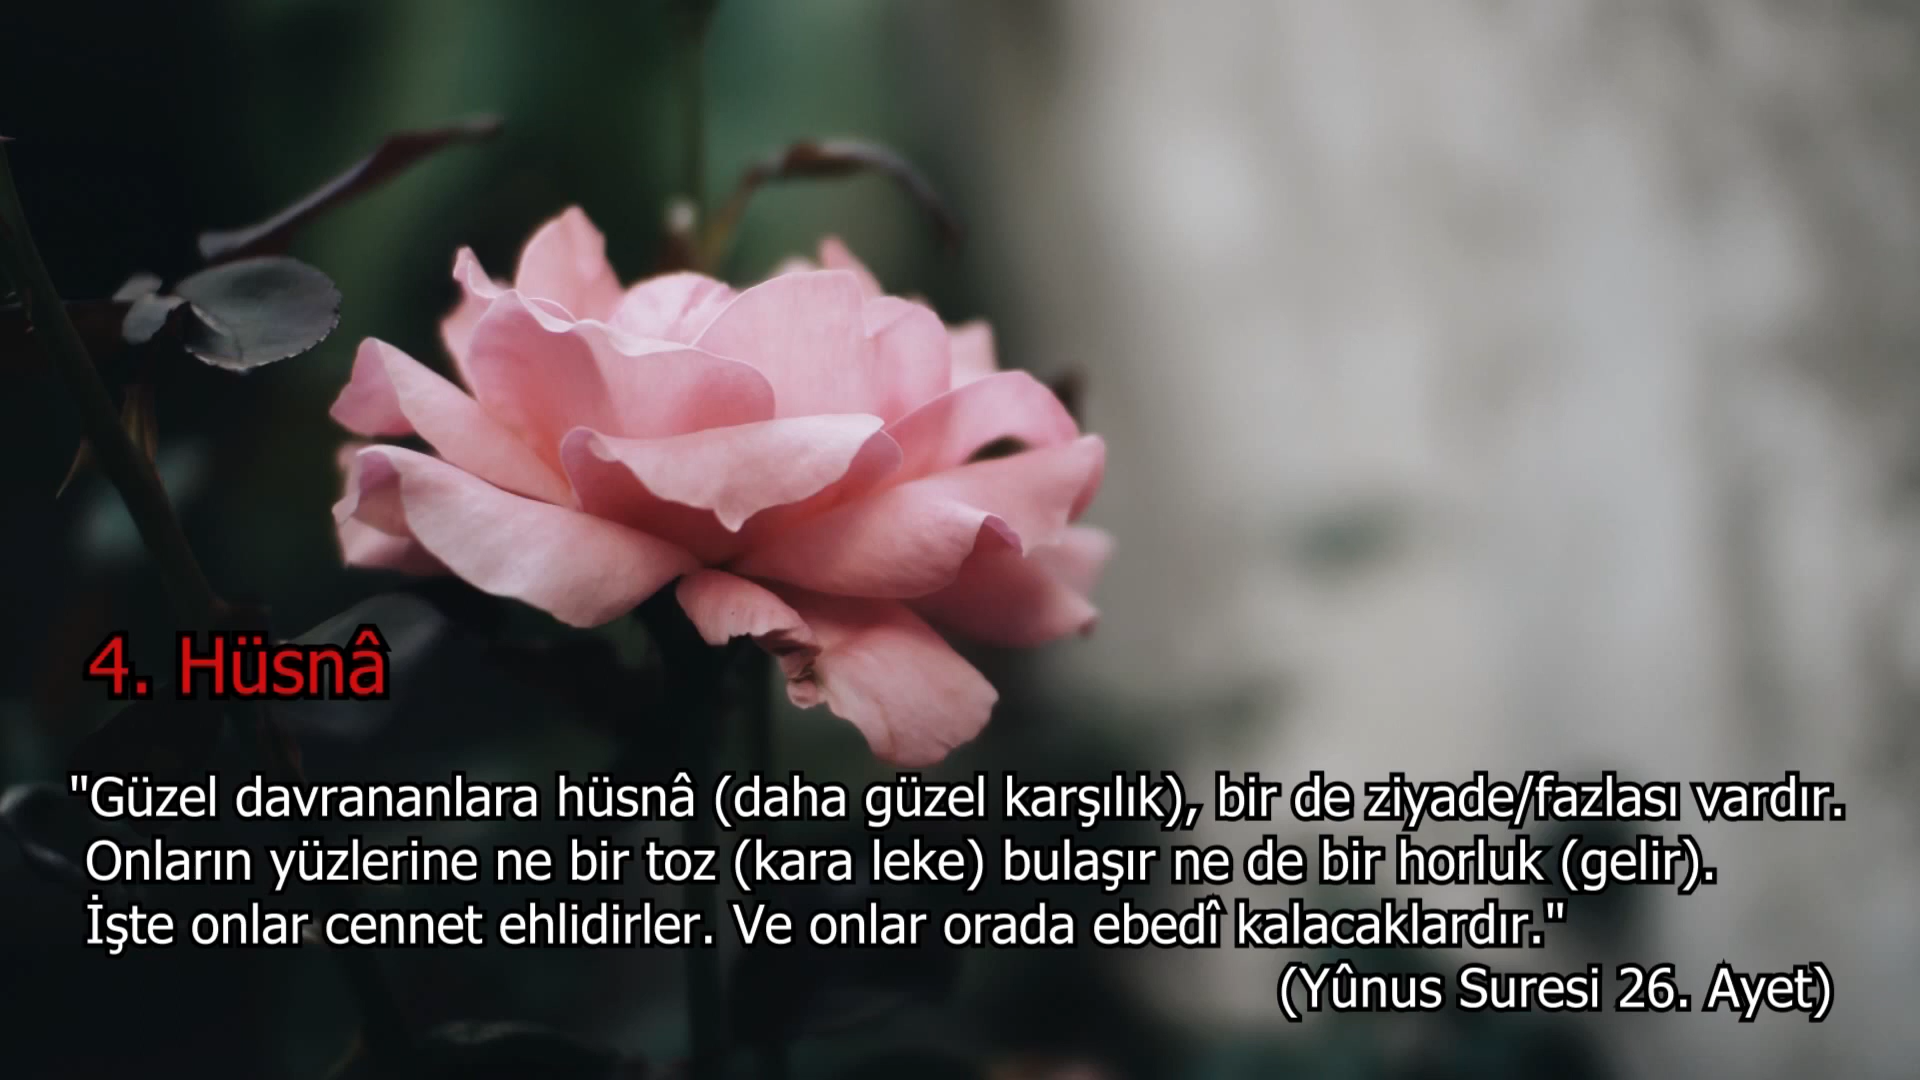 4. Hüsnâ
"Güzel davrananlara hüsnâ (daha güzel karşılık), bir de ziyade/fazlası vardır.
Onların yüzlerine ne bir toz (kara leke) bulaşır ne de bir horluk (gelir).
İşte onlar cennet ehlidirler. Ve onlar orada ebedî kalacaklardır."
(Yûnus Suresi 26. Ayet)